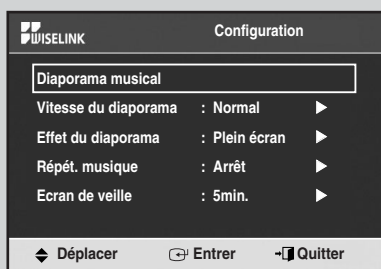 WISELINK Configuration
Diaporama musical
Vitesse du diaporama : Normal
Effet du diaporama : Plein écran
Répét. musique : Arrêt
Ecran de veille : 5min.
Déplacer Entrer Quitter